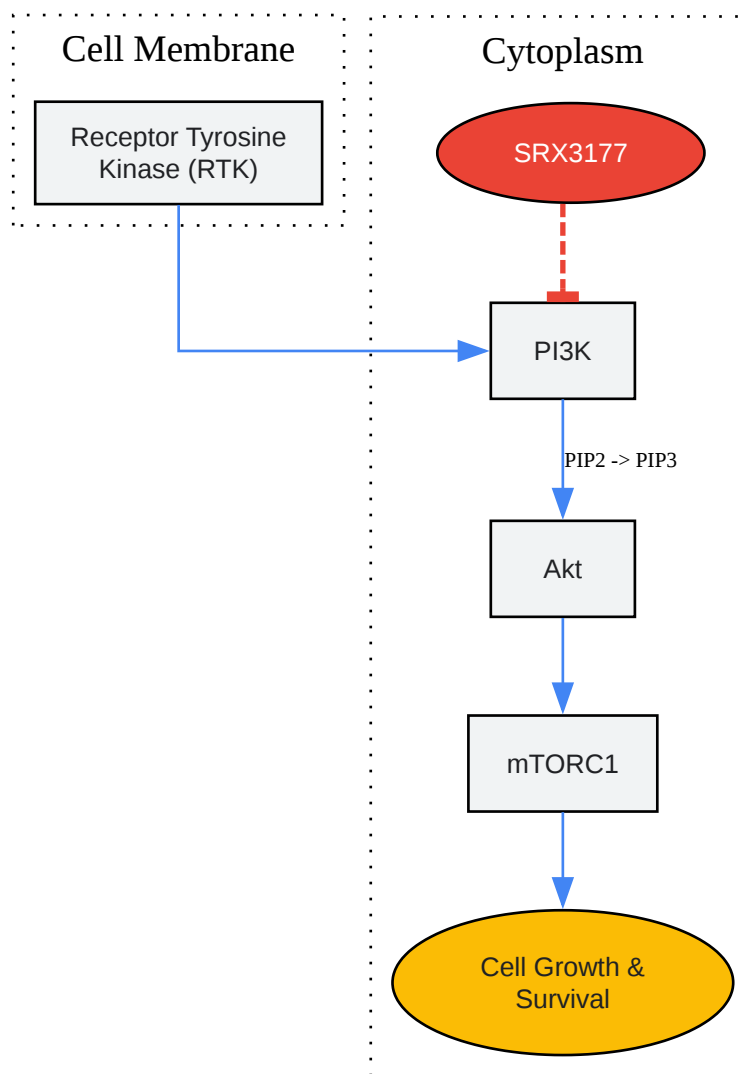 Cell Membrane
Receptor Tyrosine
Kinase (RTK)
Cytoplasm
SRX3177
PI3K
PIP2 -> PIP3
Akt
mTORC1
Cell Growth &
Survival